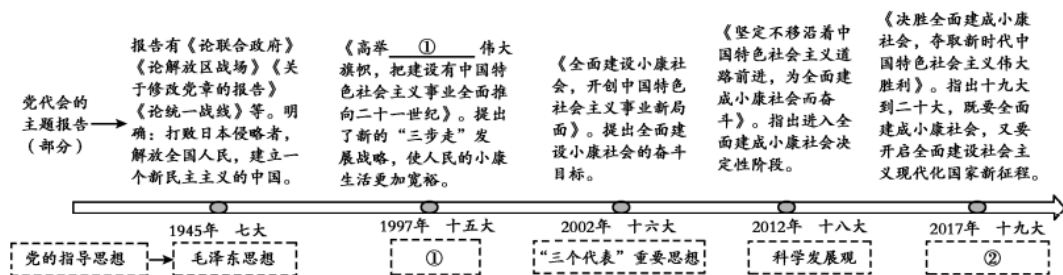 党代会的
主题报告
（部分）
报告有《论联合政府》
《论解放区战场》《关
于修改党章的报告》
《论统一战线》等。明
确：打败日本侵略者，
解放全国人民，建立一
个新民主主义的中国。
《高举 ① 伟大
旗帜，把建设有中国特
色社会主义事业全面推
向二十一世纪》。提出
了新的“三步走”发
展战略，使人民的小康
生活更加宽裕。
《全面建设小康社
会，开创中国特色
社会主义事业新局
面》。提出全面建
设小康社会的奋斗
目标。
《坚定不移沿着中
国特色社会主义道
路前进，为全面建
成小康社会而奋
斗》。指出进入全
面建成小康社会决
定性阶段。
《决胜全面建成小康
社会，夺取新时代中
国特色社会主义伟大
胜利》。指出十九大
到二十大，既要全面
建成小康社会，又要
开启全面建设社会主
义现代化国家新征程。
1945年 七大
1997年 十五大
2002年 十六大
2012年 十八大
2017年 十九大
党的指导思想
毛泽东思想
①
“三个代表”重要思想
科学发展观
②